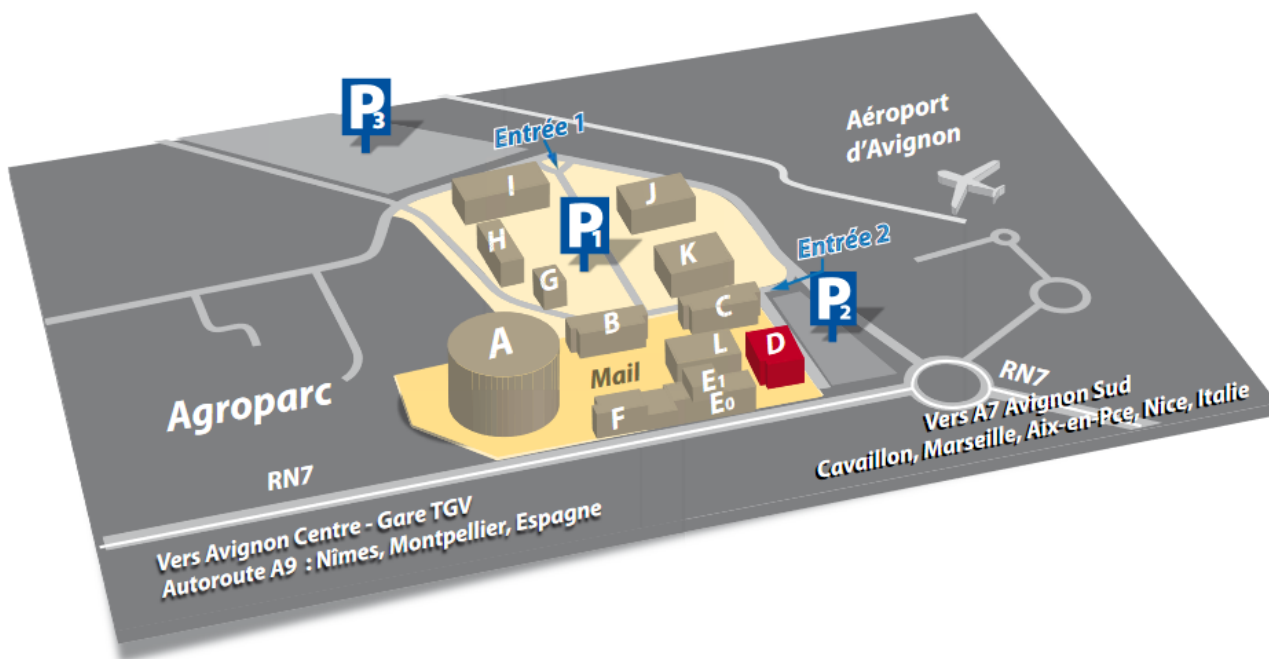 P3
Entrée 1
Aéroport
d'Avignon
I
J
P1
H
Entrée 2
K
G
C
P2
B
A
L
D
Mail
E1
E0
F
Agroparc
RN7
Vers A7 Avignon Sud
Cavaillon, Marseille, Aix-en-Pce, Nice, Italie
RN7
Vers Avignon Centre - Gare TGV
Autoroute A9 : Nîmes, Montpellier, Espagne